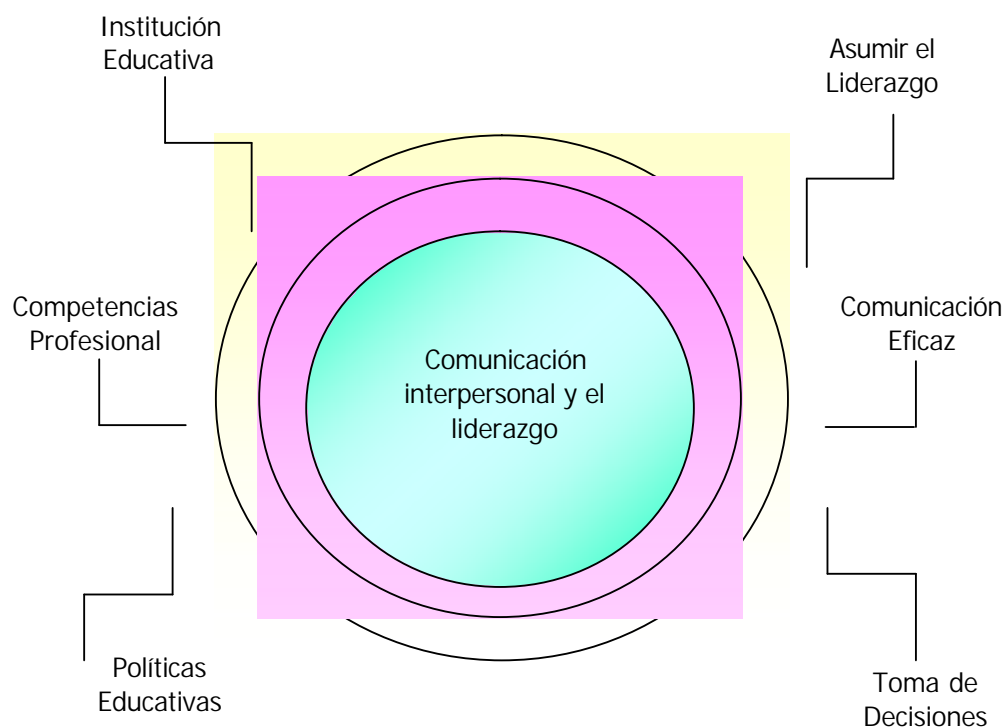 Institución
Educativa
Asumir el
Liderazgo
Competencias
Profesional
Comunicación
interpersonal y el
liderazgo
Comunicación
Eficaz
Políticas
Educativas
Toma de
Decisiones